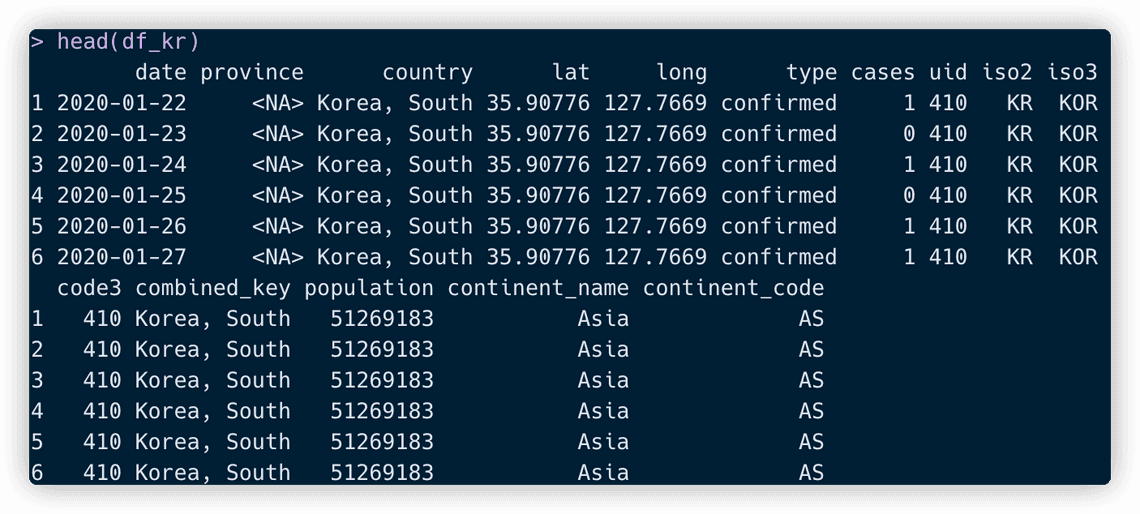 > head(df_kr)
        date province      country      lat     long      type cases uid iso2 iso3
1 2020-01-22     <NA> Korea, South 35.90776 127.7669 confirmed     1 410   KR  KOR
2 2020-01-23     <NA> Korea, South 35.90776 127.7669 confirmed     0 410   KR  KOR
3 2020-01-24     <NA> Korea, South 35.90776 127.7669 confirmed     1 410   KR  KOR
4 2020-01-25     <NA> Korea, South 35.90776 127.7669 confirmed     0 410   KR  KOR
5 2020-01-26     <NA> Korea, South 35.90776 127.7669 confirmed     1 410   KR  KOR
6 2020-01-27     <NA> Korea, South 35.90776 127.7669 confirmed     1 410   KR  KOR
  code3 combined_key population continent_name continent_code
1   410 Korea, South   51269183           Asia             AS
2   410 Korea, South   51269183           Asia             AS
3   410 Korea, South   51269183           Asia             AS
4   410 Korea, South   51269183           Asia             AS
5   410 Korea, South   51269183           Asia             AS
6   410 Korea, South   51269183           Asia             AS